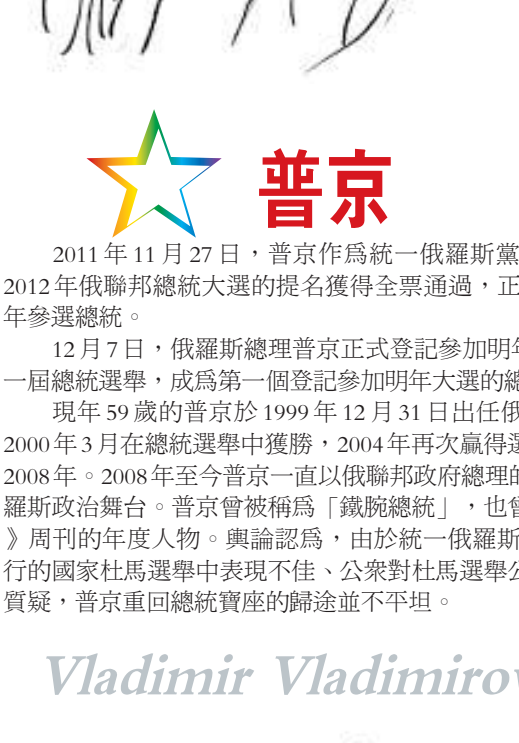 普京
2011年11月27日，普京作爲統一俄羅斯黨
2012年俄聯邦總統大選的提名獲得全票通過，正
年參選總統。
12月7日，俄羅斯總理普京正式登記參加明年
一屆總統選舉，成爲第一個登記參加明年大選的總
現年59歲的普京於1999年12月31日出任俄
2000年3月在總統選舉中獲勝，2004年再次贏得選
2008年。2008年至今普京一直以俄聯邦政府總理的
羅斯政治舞台。普京曾被稱爲「鐵腕總統」，也曾
》周刊的年度人物。輿論認爲，由於統一俄羅斯
行的國家杜馬選舉中表現不佳、公衆對杜馬選舉公
質疑，普京重回總統寶座的歸途並不平坦。
Vladimir Vladimirov